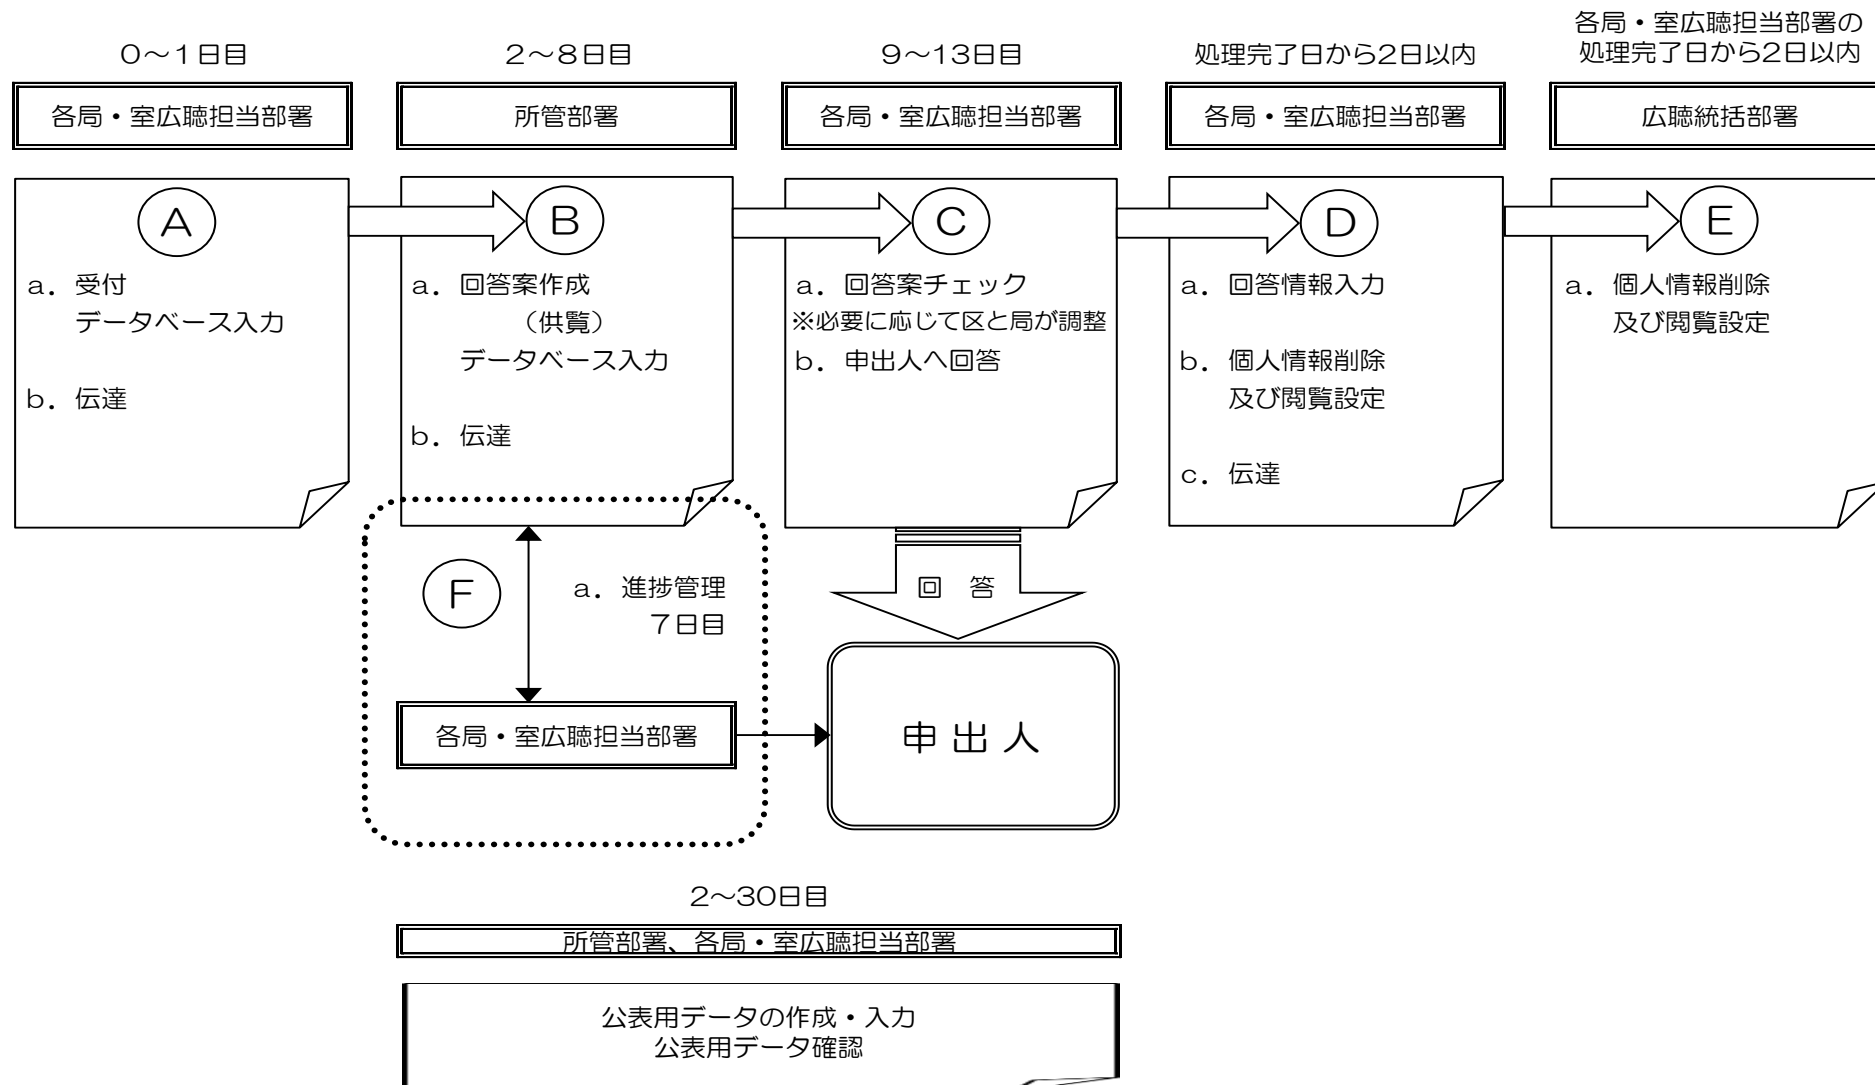 ０～１日目
各局・室広聴担当部署
A
a．受付
データベース入力
b．伝達
２～８日目
所管部署
B
a．回答案作成
（供覧）
データベース入力
b．伝達
９～１３日目
各局・室広聴担当部署
C
a．回答案チェック
※必要に応じて区と局が調整
b．申出人へ回答
処理完了日から２日以内
各局・室広聴担当部署
D
a．回答情報入力
b．個人情報削除
及び閲覧設定
c．伝達
各局・室広聴担当部署の
処理完了日から２日以内
広聴統括部署
E
a．個人情報削除
及び閲覧設定
F
a．進捗管理
７日目
各局・室広聴担当部署
回　答
申 出 人
２～３０日目
所管部署、各局・室広聴担当部署
公表用データの作成・入力
公表用データ確認